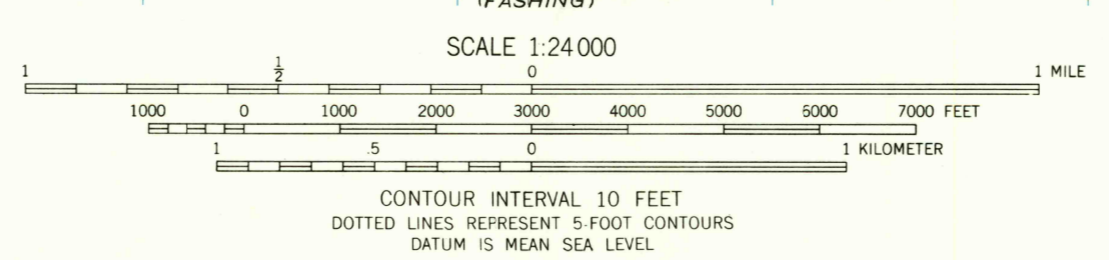 (FASHING)
SCALE 1:24 000
1 1/2 0 1 MILE
1000 0 1000 2000 3000 4000 5000 6000 7000 FEET
1 .5 0 1 KILOMETER
CONTOUR INTERVAL 10 FEET
DOTTED LINES REPRESENT 5-FOOT CONTOURS
DATUM IS MEAN SEA LEVEL